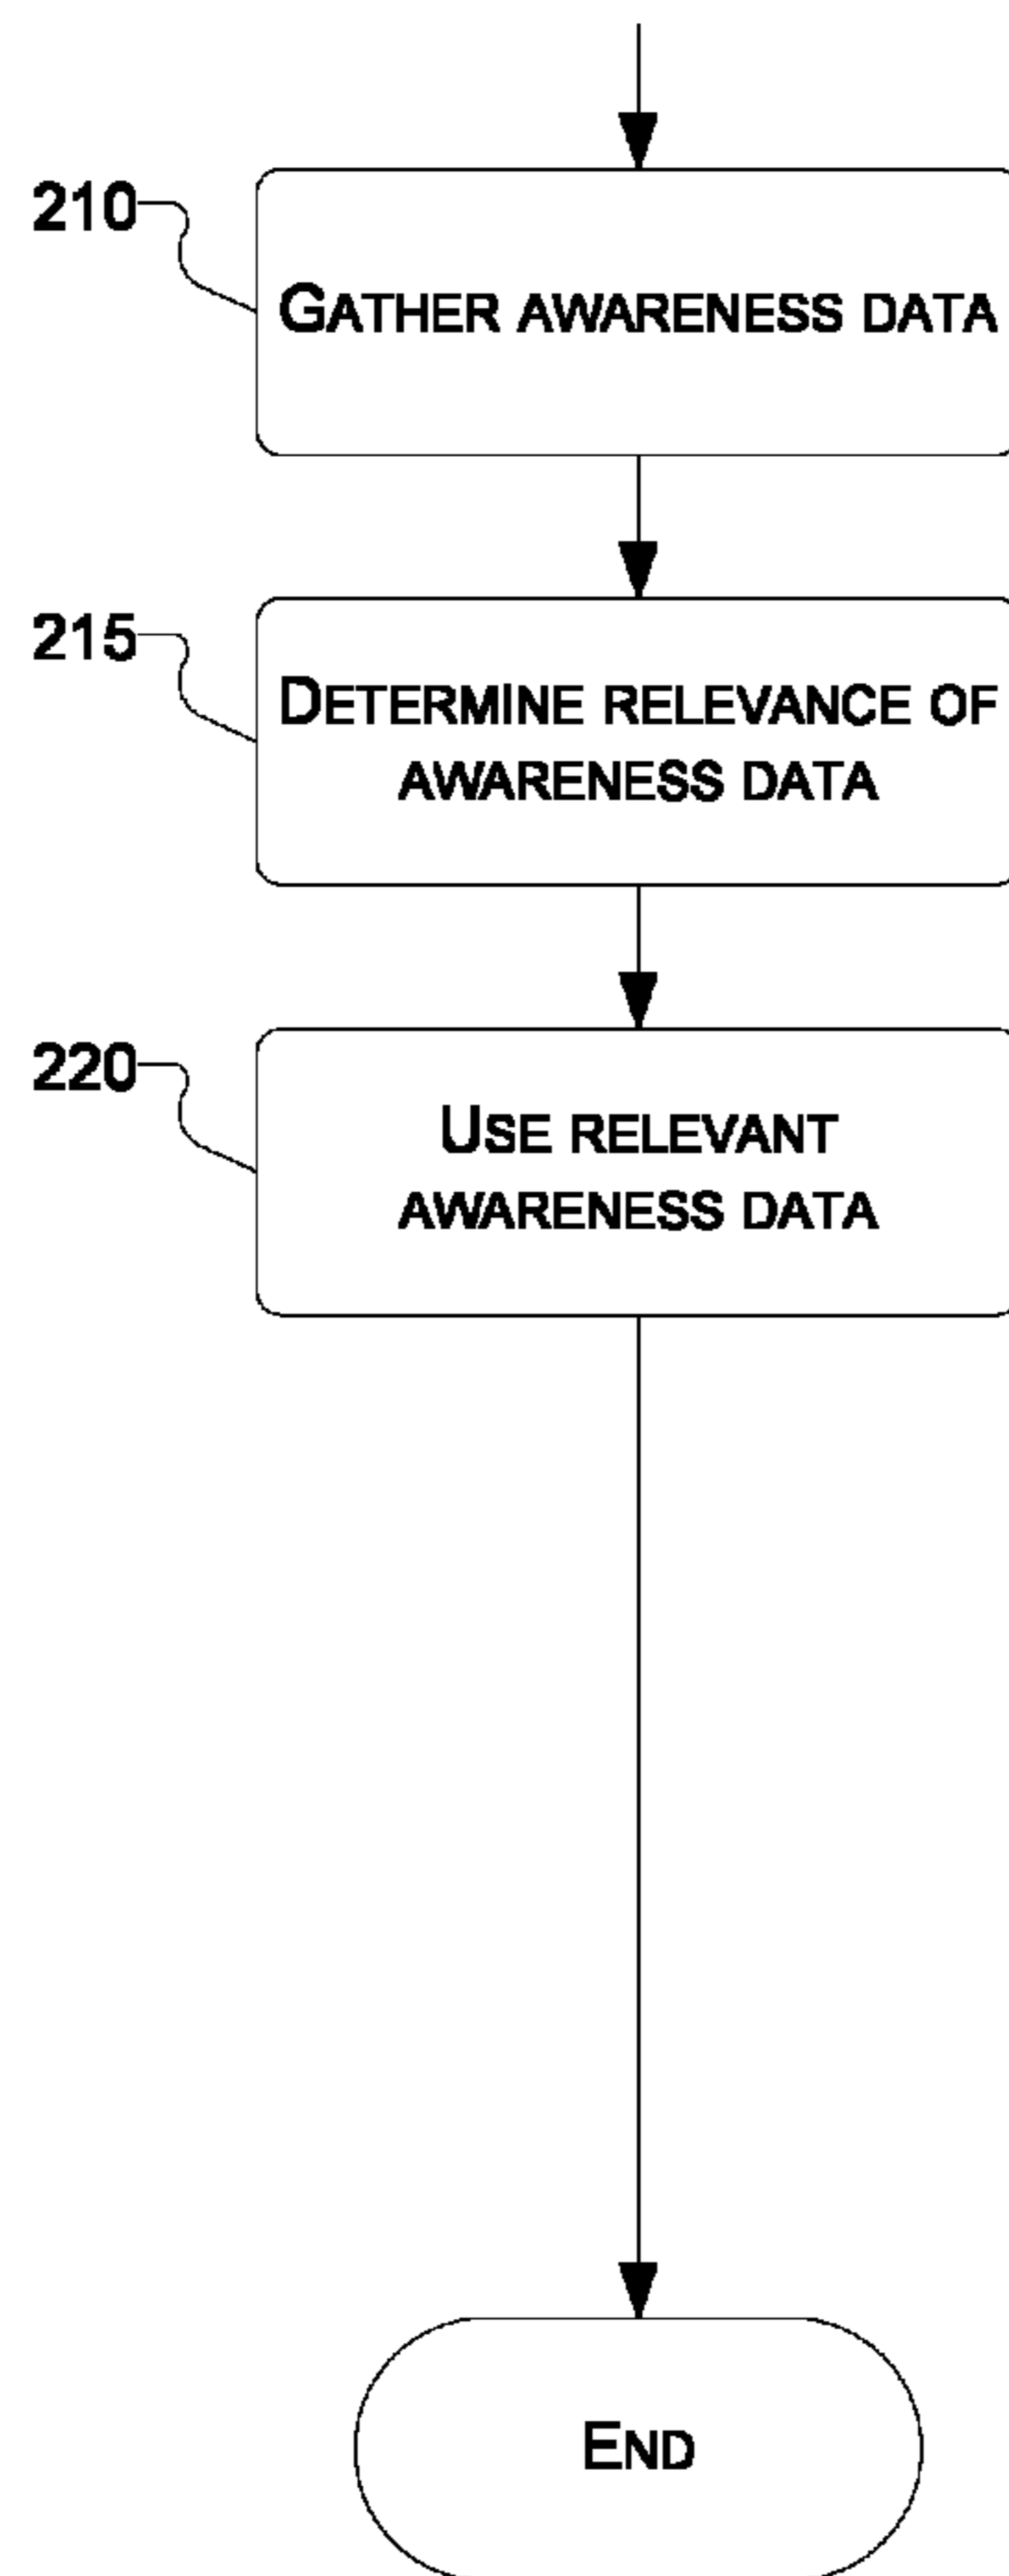 210
GATHER AWARENESS DATA
215
DETERMINE RELEVANCE OF
AWARENESS DATA
220
USE RELEVANT
AWARENESS DATA
END